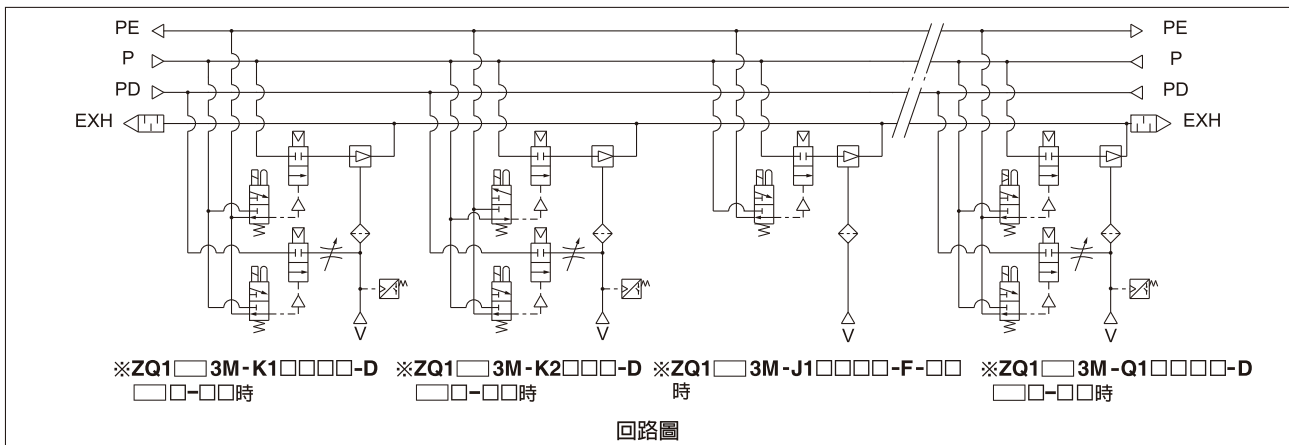 PE PE
P P
PD PD
EXH EXH
V V V V
※ZQ1▭3M-K1□□□□-D ※ZQ1▭3M-K2□□□-D ※ZQ1▭3M-J1□□□□-F-□□ ※ZQ1▭3M-Q1□□□□-D
▭□-□□時 ▭□-□□時 時 ▭□-□□時
回路圖